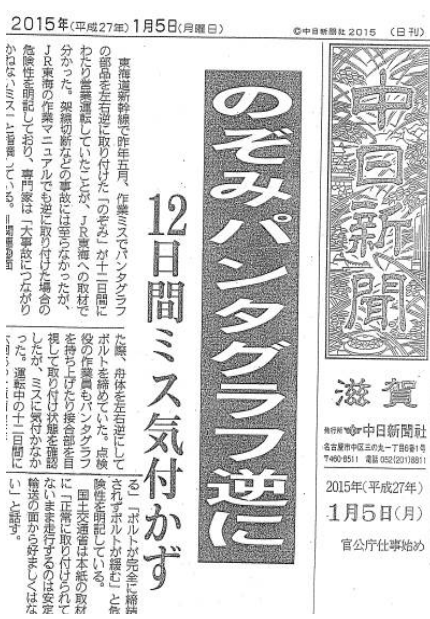 2015年(平成27年)1月5日(月曜日)
©中日新聞社2015 (日刊)
中日新聞
滋賀
発行所 中日新聞社
名古屋市中区三の丸一丁目6番1号
〒460-8511 電話 052(201)8811
2015年(平成27年)
1月5日(月)
官公庁仕事始め
のぞみパンタグラフ逆に
12日間ミス気付かず
東海道新幹線で昨年五月、作業ミスでパンタグラフ
の部品を左右逆に取り付けた「のぞみ」が十二日間に
わたり営業運転していたことが、JR東海への取材で
分かった。架線切断などの事故には至らなかったが、
JR東海の作業マニュアルでも逆に取り付けた場合の
危険性を明記しており、専門家は「大事故につながり
かねないミス」と指摘している。
た際、舟体を左右逆にして
ボルトを締めていた。点検
役の作業員もパンタグラフ
を持ち上げたり接合部を目
視して取り付け状態を確認
したが、ミスに気付かなか
った。運転中の十二日間に
る」「ボルトが完全に締結
されずボルトが緩む」と危
険性を明記している。
国土交通省は本紙の取材
に「正常に取り付けられて
ないまま走行するのは安定
輸送の面から好ましくはな
い」と話す。